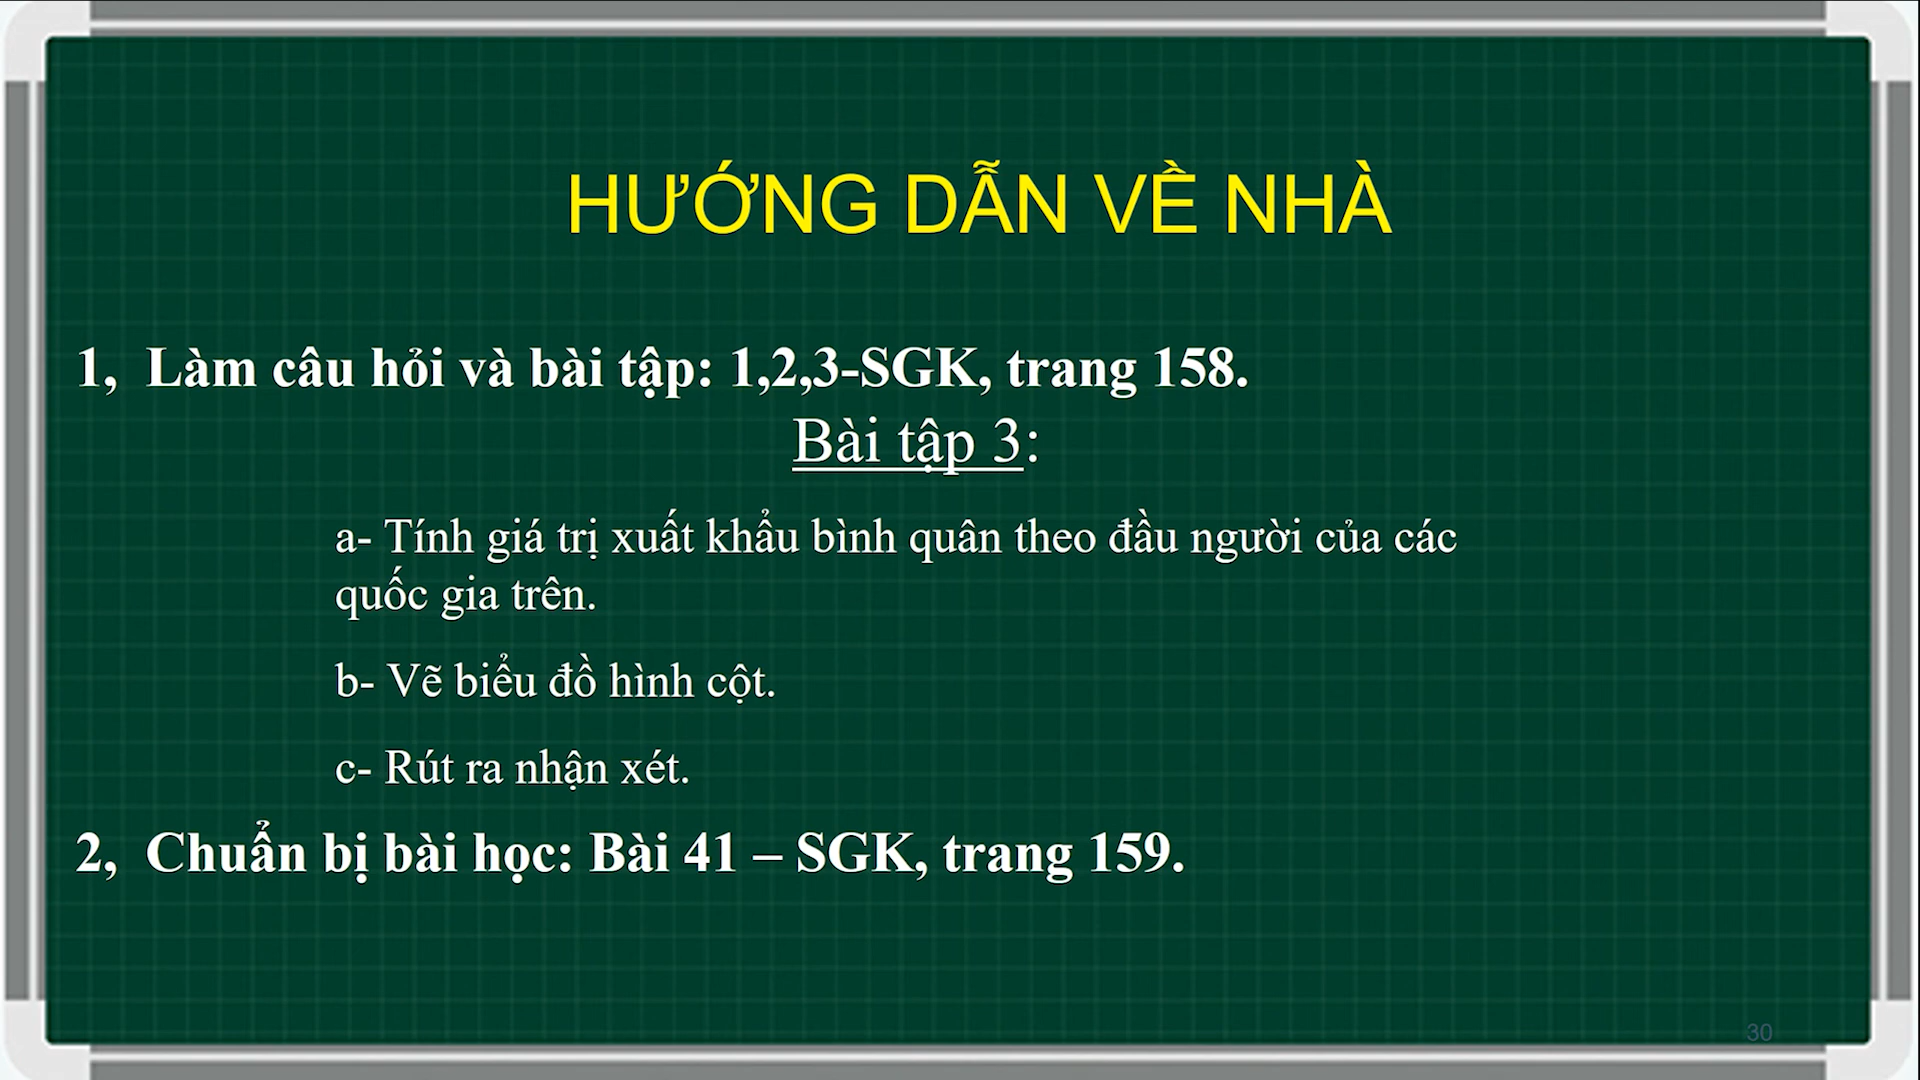 HƯỚNG DẪN VỀ NHÀ
1, Làm câu hỏi và bài tập: 1,2,3-SGK, trang 158.
Bài tập 3:
a- Tính giá trị xuất khẩu bình quân theo đầu người của các
quốc gia trên.
b- Vẽ biểu đồ hình cột.
c- Rút ra nhận xét.
2, Chuẩn bị bài học: Bài 41 – SGK, trang 159.
30